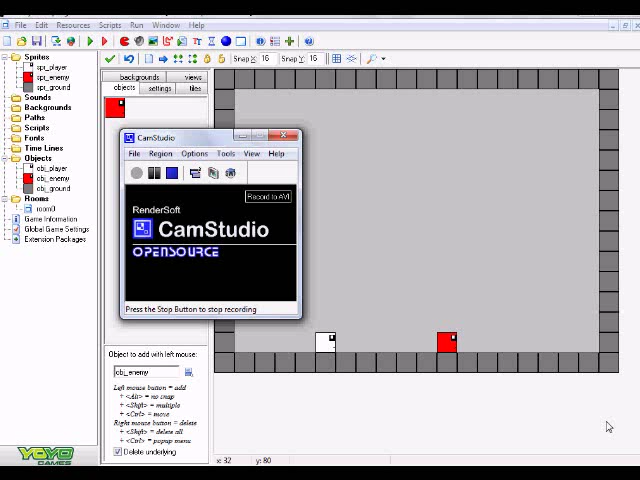 File Edit Resources Scripts Run Window Help
Snap X: 16 Snap Y: 16
Sprites
spr_player
spr_enemy
spr_ground
Sounds
Backgrounds
Paths
Scripts
Fonts
Time Lines
Objects
obj_player
obj_enemy
obj_ground
Rooms
room0
Game Information
Global Game Settings
Extension Packages
backgrounds views
objects settings tiles
CamStudio
File Region Options Tools View Help
Record to AVI
RenderSoft
CamStudio
OPENSOURCE
Press the Stop Button to stop recording
Object to add with left mouse:
obj_enemy
Left mouse button = add
+ <Alt> = no snap
+ <Shift> = multiple
+ <Ctrl> = move
Right mouse button = delete
+ <Shift> = delete all
+ <Ctrl> = popup menu
Delete underlying
YOYO
GAMES
x: 32 y: 80